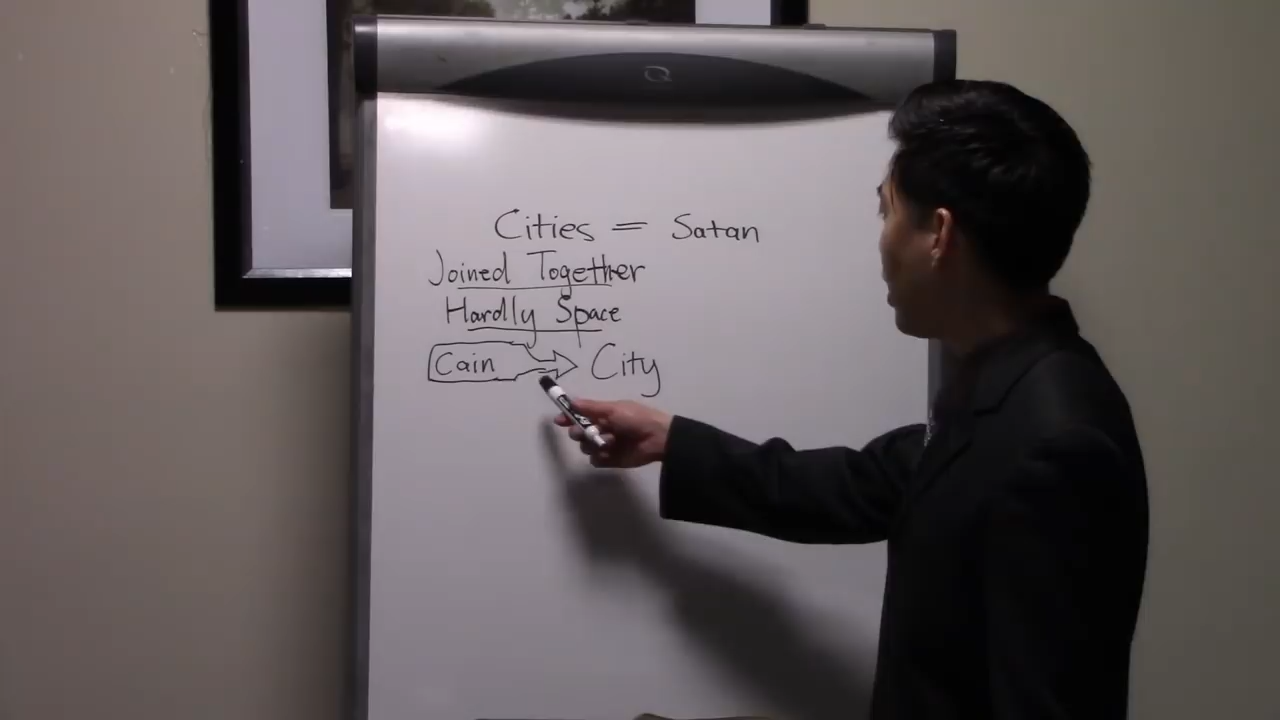 Cities = Satan
Joined Together
Hardly Space
Cain ⇒ City